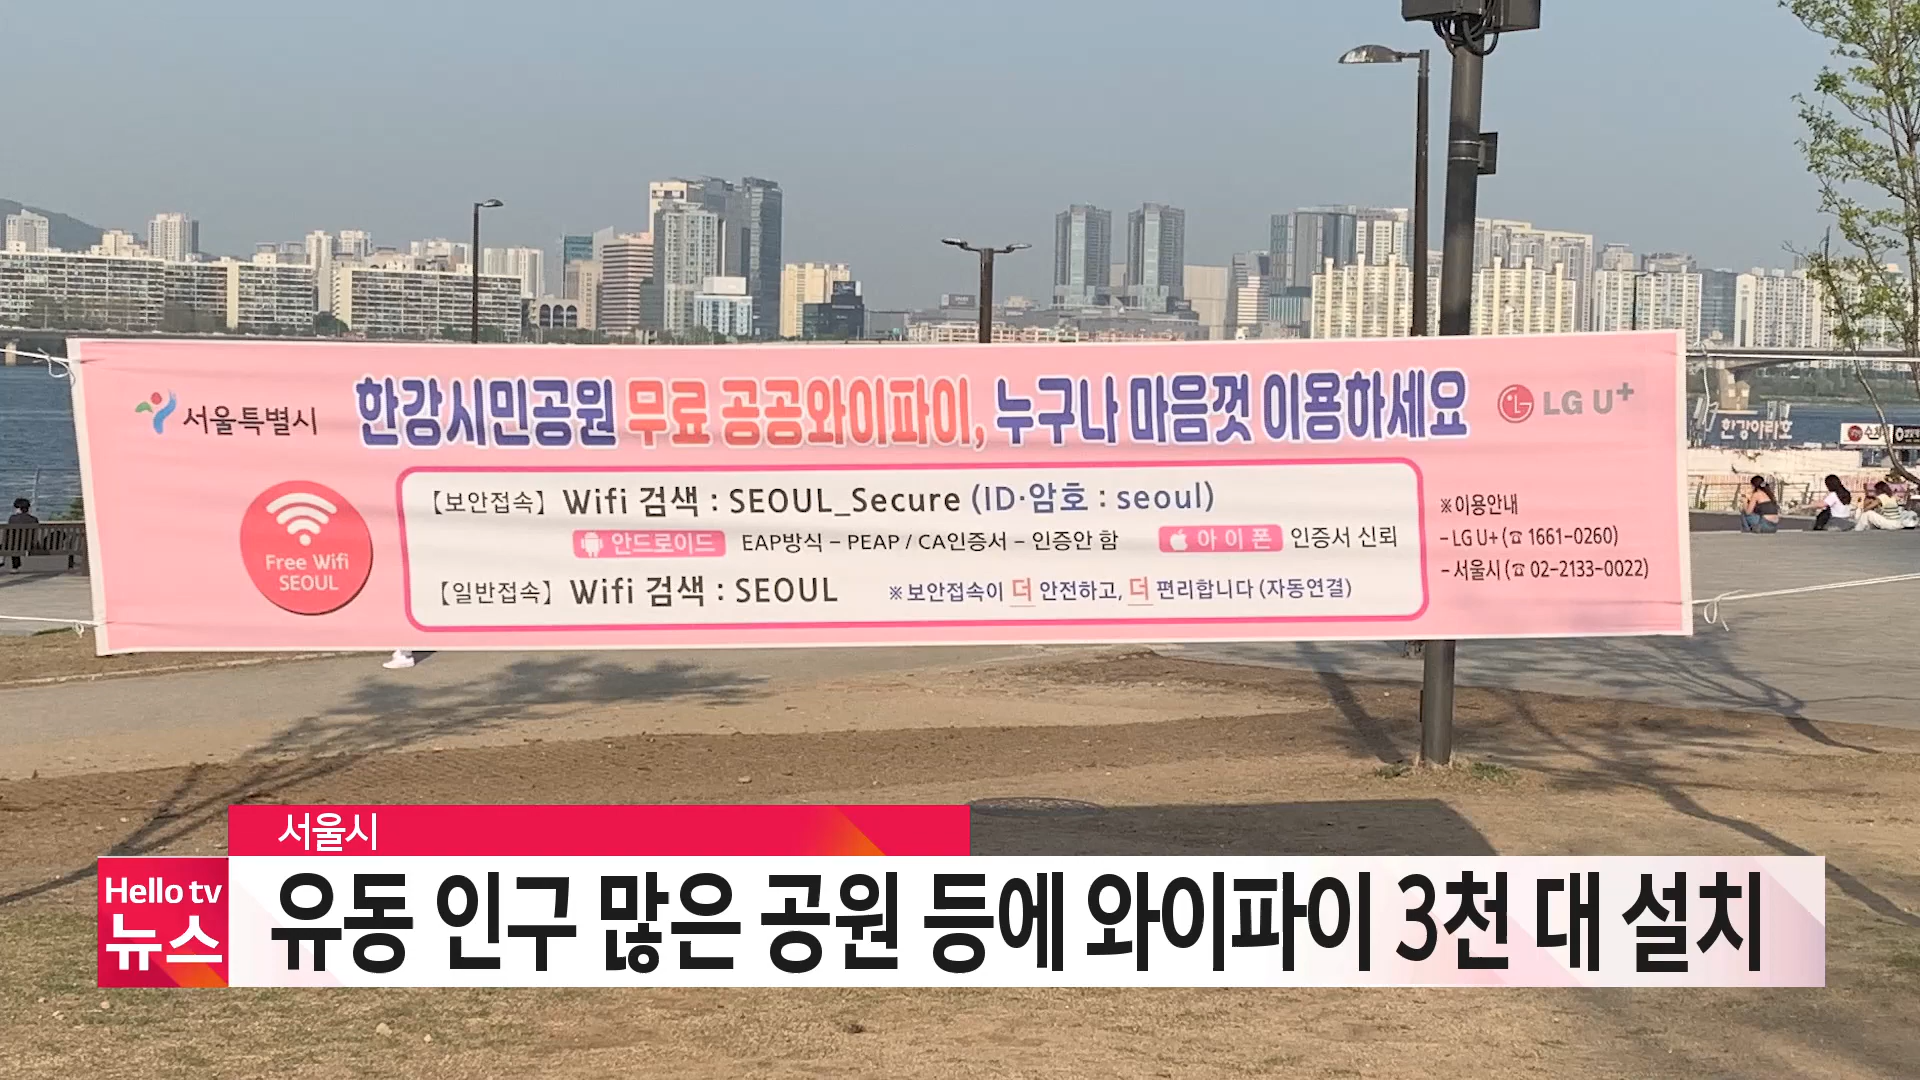 서울특별시
한강시민공원 무료 공공와이파이, 누구나 마음껏 이용하세요
LG U+
Free Wifi
SEOUL
【보안접속】 Wifi 검색 : SEOUL_Secure (ID·암호 : seoul)
안드로이드 EAP방식 - PEAP / CA인증서 - 인증안 함 아 이 폰 인증서 신뢰
【일반접속】 Wifi 검색 : SEOUL ※보안접속이 더 안전하고, 더 편리합니다 (자동연결)
※이용안내
- LG U+ (☎ 1661-0260)
- 서울시 (☎ 02-2133-0022)
한강아라호
서울시
Hello tv
뉴스
유동 인구 많은 공원 등에 와이파이 3천 대 설치